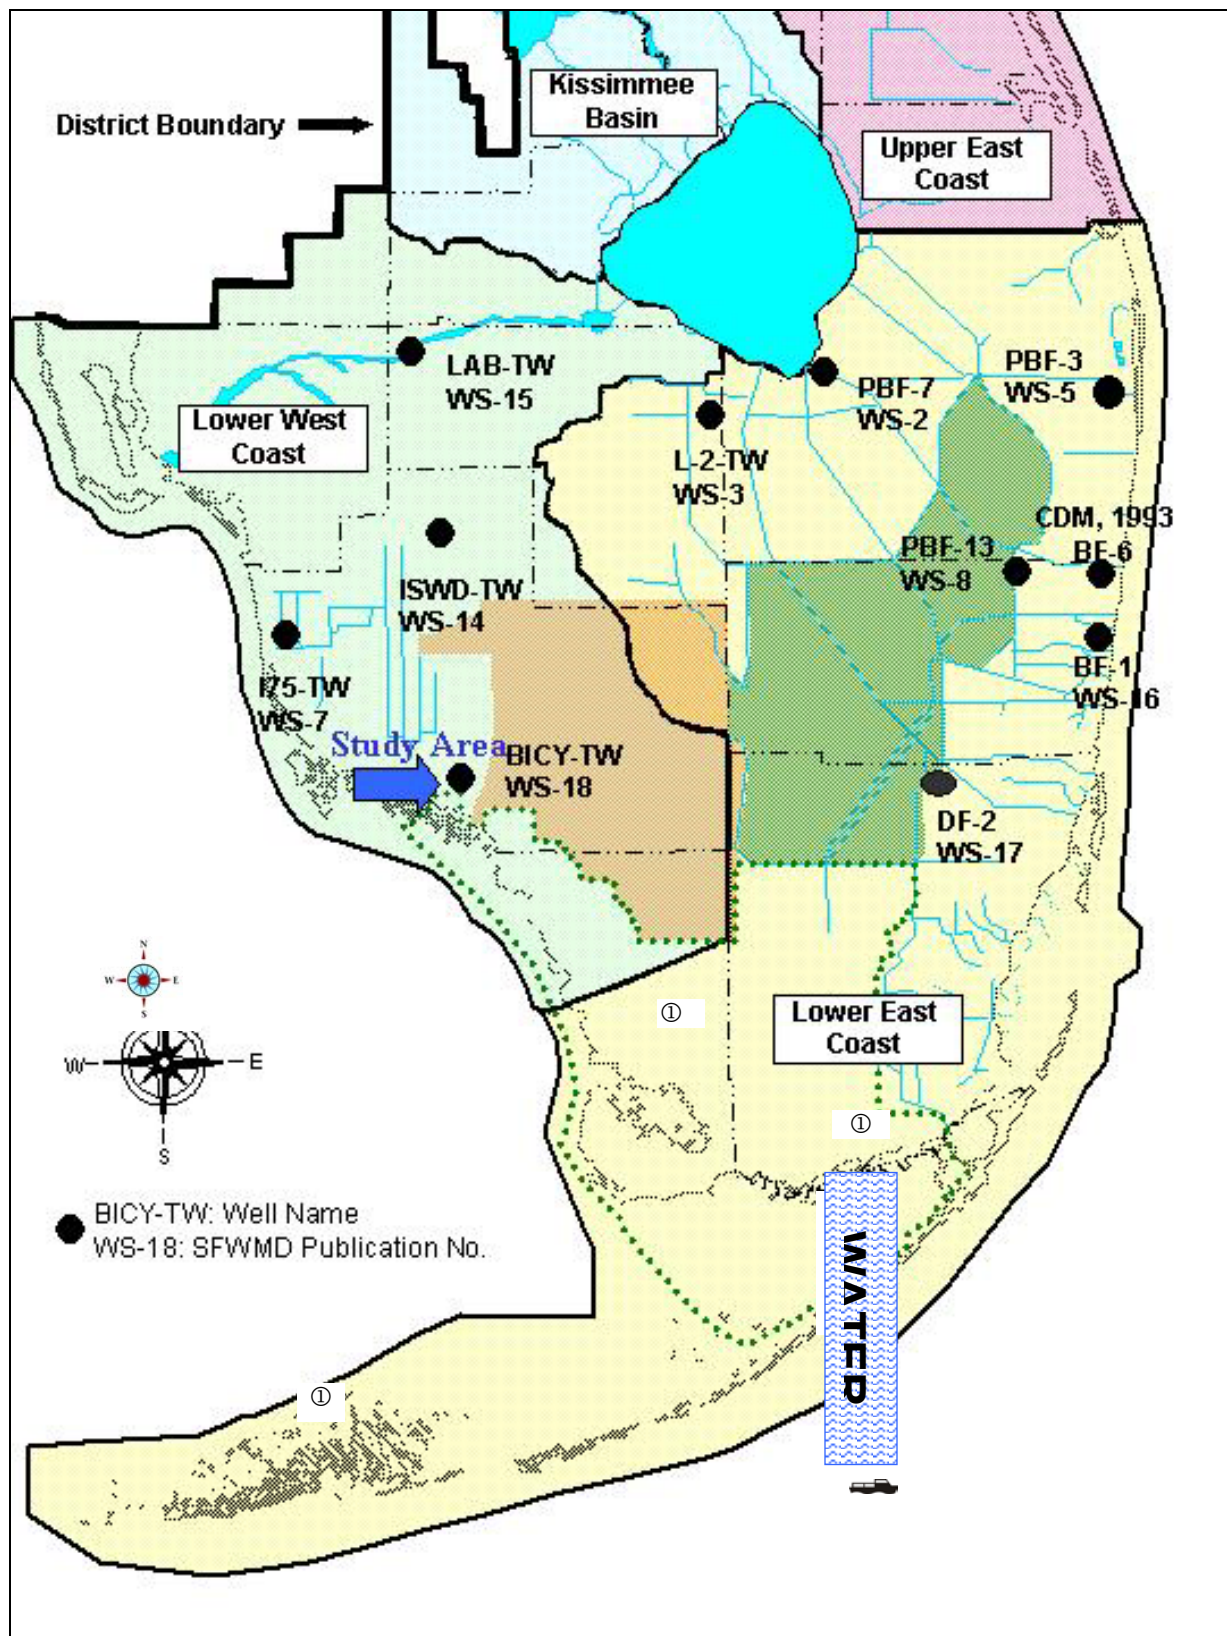 Kissimmee
Basin
District Boundary
Upper East
Coast
LAB-TW
WS-15
PBF-3
WS-5
PBF-7
WS-2
Lower West
Coast
L-2-TW
WS-3
CDM, 1993
BF-6
PBF-13
WS-8
ISWD-TW
WS-14
BF-1
WS-16
I75-TW
WS-7
Study Area
BICY-TW
WS-18
DF-2
WS-17
N
W E
S
①
Lower East
Coast
W E
S
①
BICY-TW: Well Name
WS-18: SFWMD Publication No.
WATER
①